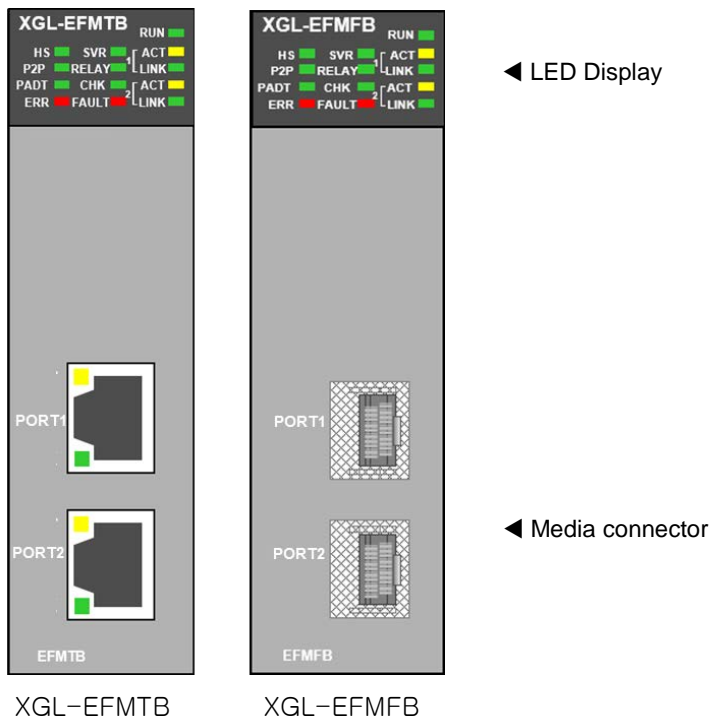 XGL-EFMTB
RUN
HS SVR ACT
P2P RELAY 1 LINK
PADT CHK ACT
ERR FAULT 2 LINK
PORT1
PORT2
EFMTB
XGL-EFMTB
XGL-EFMFB
RUN
HS SVR ACT
P2P RELAY 1 LINK
PADT CHK ACT
ERR FAULT 2 LINK
PORT1
PORT2
EFMFB
XGL-EFMFB
◀ LED Display
◀ Media connector